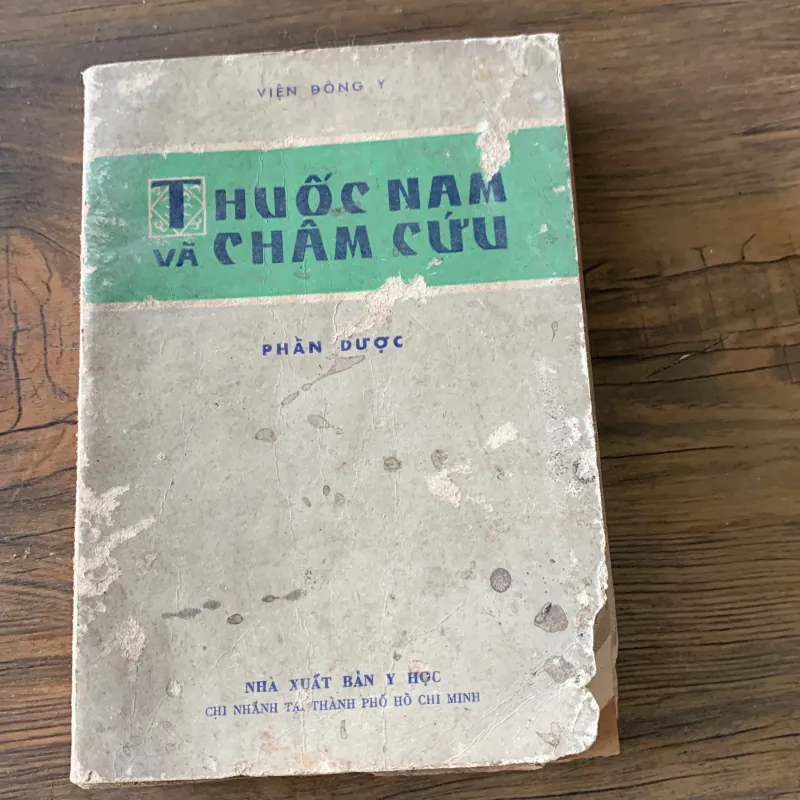 VIỆN ĐÔNG Y
THUỐC NAM
VÃ CHÂM CỨU
PHẦN DƯỢC
NHÀ XUẤT BẢN Y HỌC
CHI NHÁNH TẠI THÀNH PHỐ HỒ CHÍ MINH